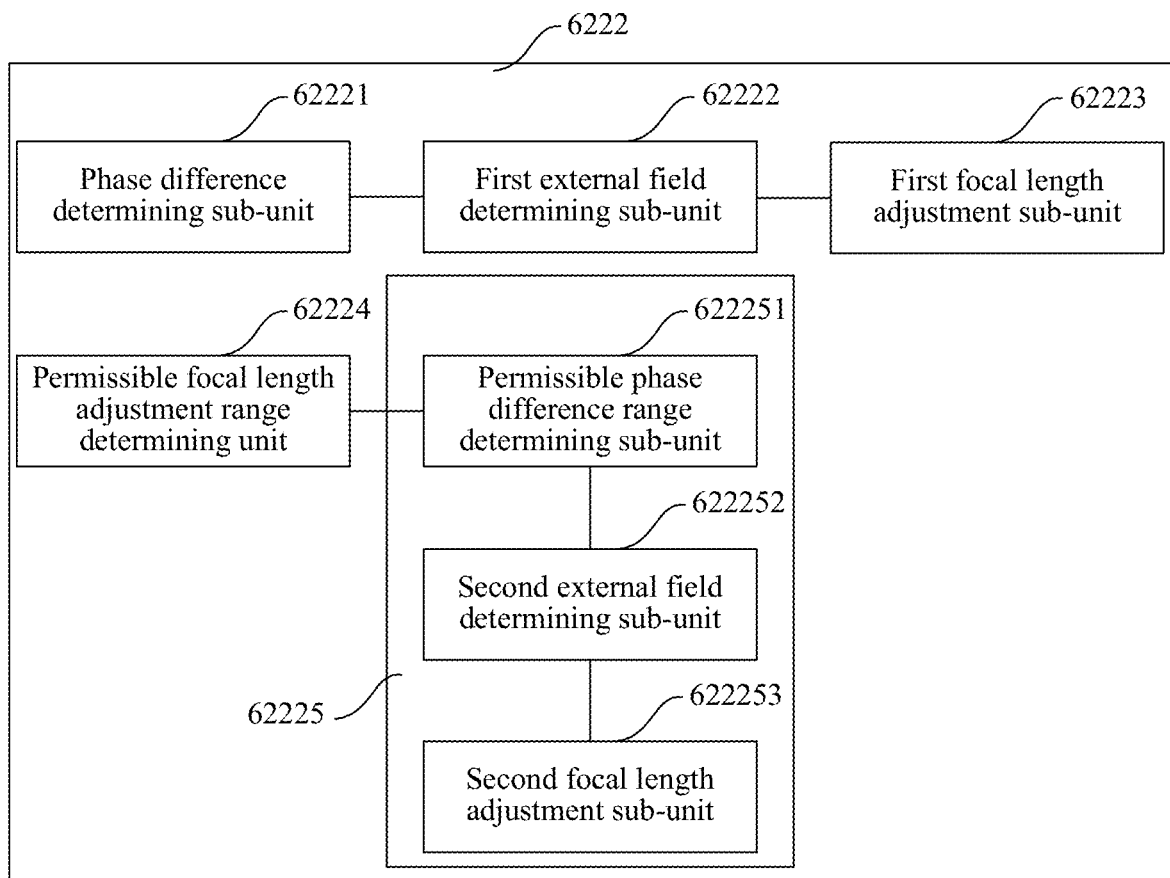 6222
62221
62222
62223
Phase difference
determining sub-unit
First external field
determining sub-unit
First focal length
adjustment sub-unit
62224
622251
Permissible focal length
adjustment range
determining unit
Permissible phase
difference range
determining sub-unit
622252
Second external field
determining sub-unit
62225
622253
Second focal length
adjustment sub-unit